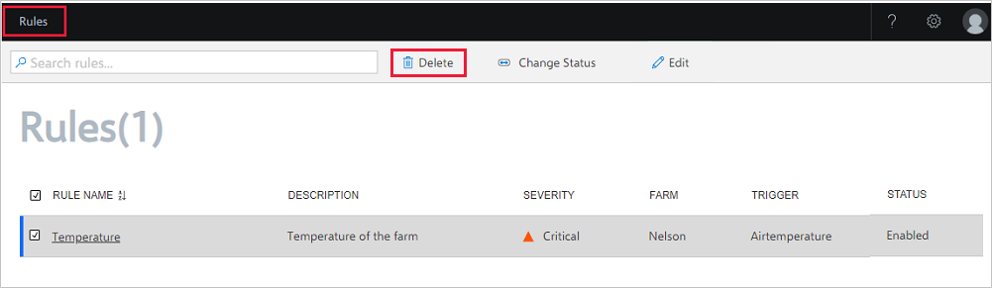 Rules
?
Search rules...
Delete
Change Status
Edit
Rules(1)
RULE NAME DESCRIPTION SEVERITY FARM TRIGGER STATUS
Temperature Temperature of the farm Critical Nelson Airtemperature Enabled